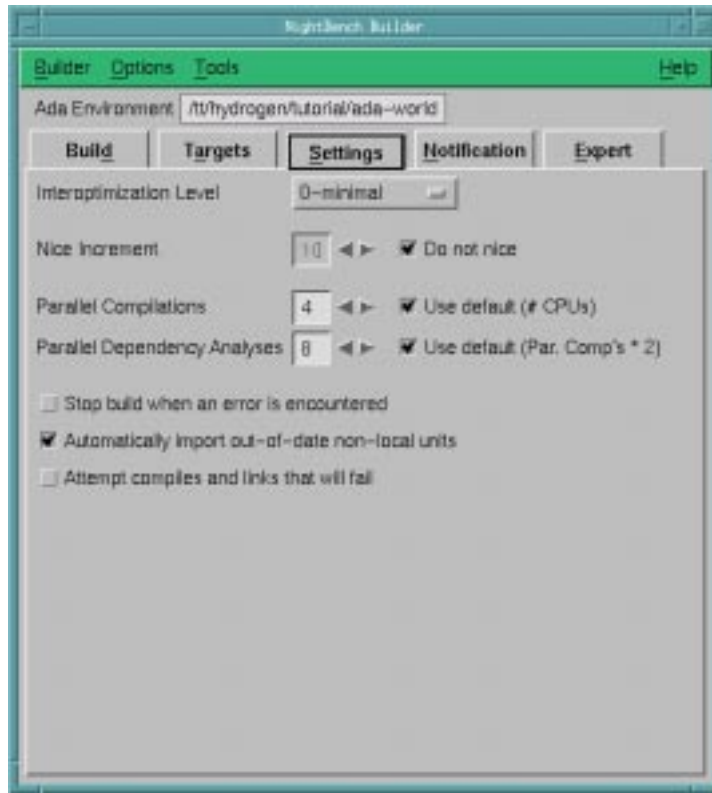 NightBench Builder
Builder Options Tools Help
Ada Environment /tt/hydrogen/tutorial/ada-world
Build Targets Settings Notification Expert
Interoptimization Level 0-minimal
Nice Increment 10 Do not nice
Parallel Compilations 4 Use default (# CPUs)
Parallel Dependency Analyses 8 Use default (Par. Comp's * 2)
Stop build when an error is encountered
Automatically import out-of-date non-local units
Attempt compiles and links that will fail